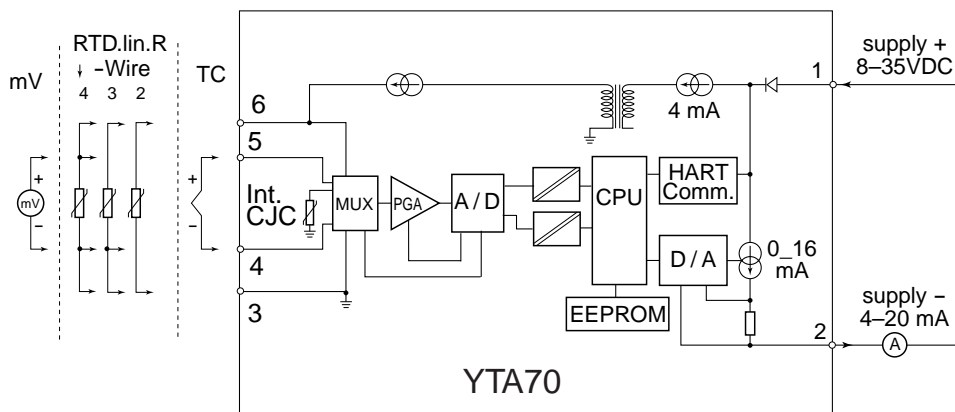 mV
RTD.lin.R
↓ –Wire
4 3 2
TC
6
5
4
3
+
–
mV
+
–
Int.
CJC
MUX
PGA
A/D
CPU
EEPROM
4 mA
HART
Comm.
D/A
0_16
mA
1
2
supply +
8–35VDC
supply –
4–20 mA
A
YTA70